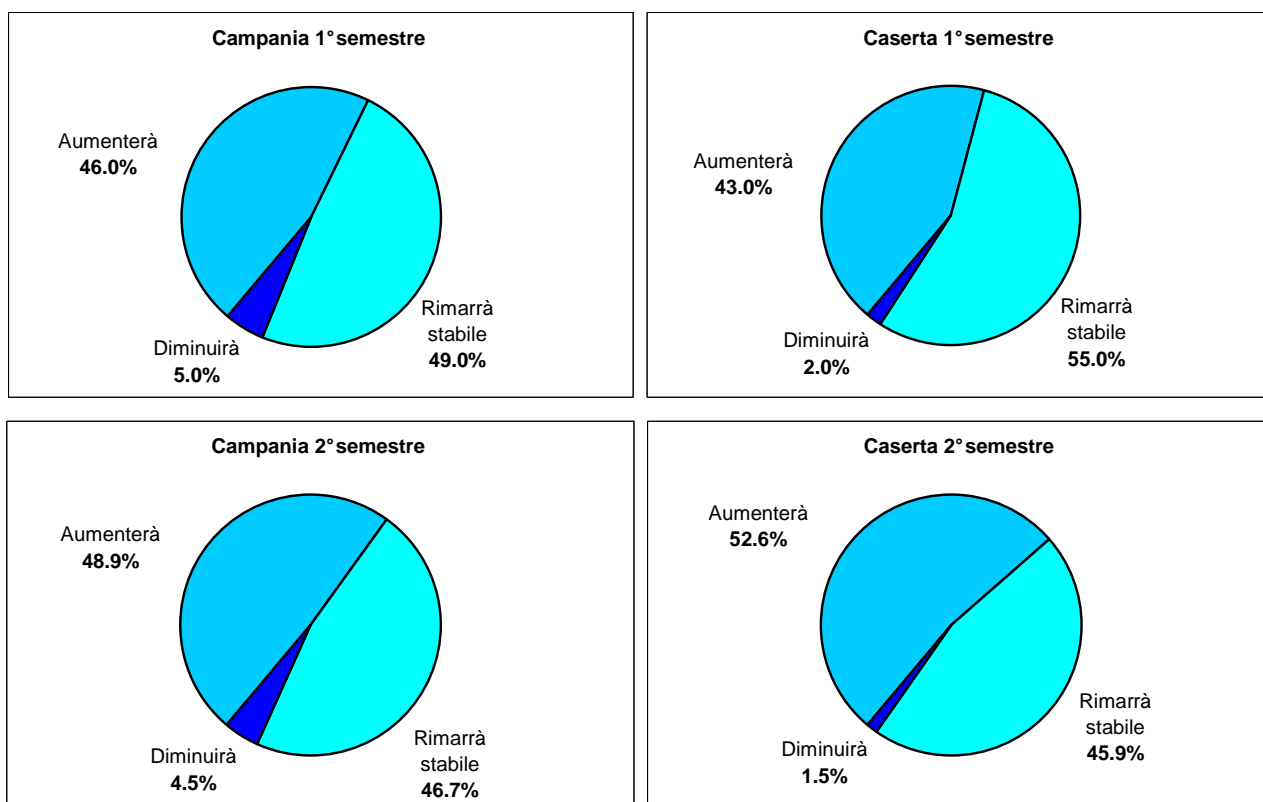 Campania 1° semestre
Aumenterà
46.0%
Diminuirà
5.0%
Rimarrà
stabile
49.0%
Caserta 1° semestre
Aumenterà
43.0%
Diminuirà
2.0%
Rimarrà
stabile
55.0%
Campania 2° semestre
Aumenterà
48.9%
Diminuirà
4.5%
Rimarrà
stabile
46.7%
Caserta 2° semestre
Aumenterà
52.6%
Diminuirà
1.5%
Rimarrà
stabile
45.9%